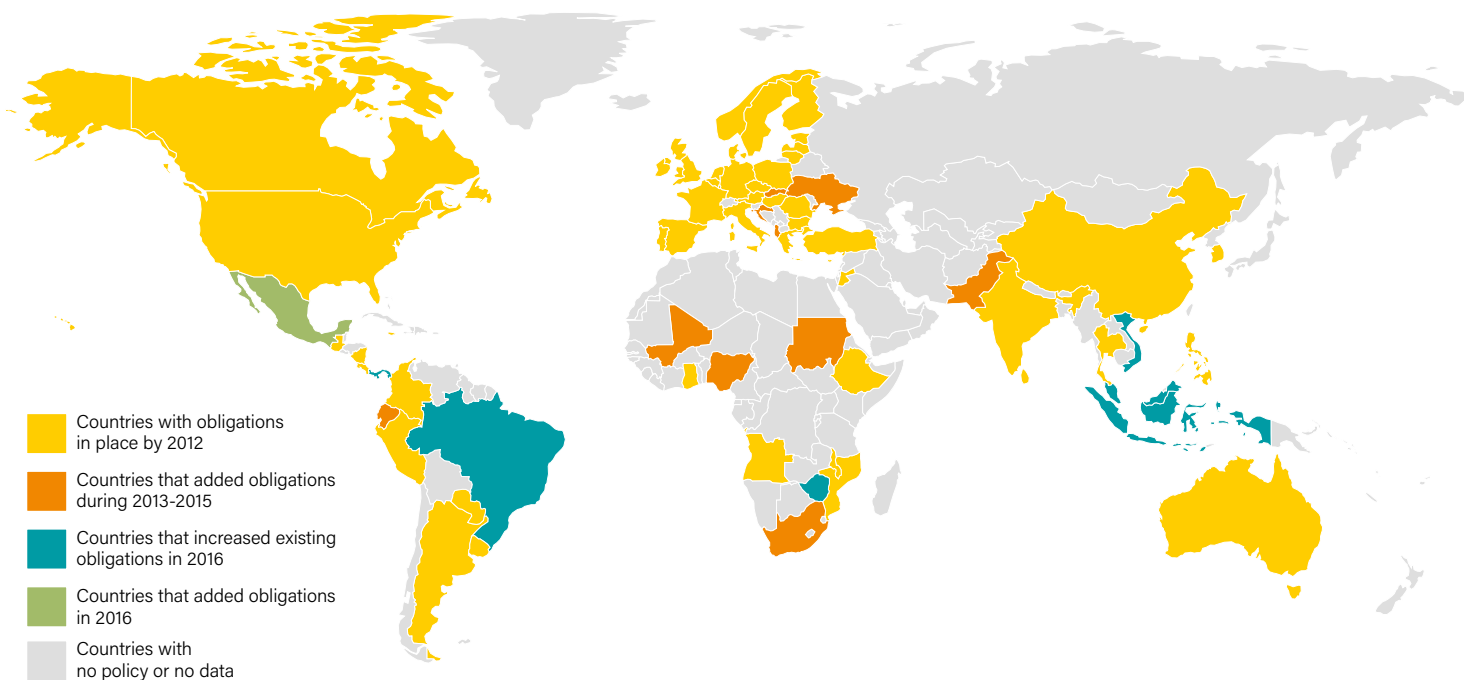 Countries with obligations
in place by 2012
Countries that added obligations
during 2013-2015
Countries that increased existing
obligations in 2016
Countries that added obligations
in 2016
Countries with
no policy or no data